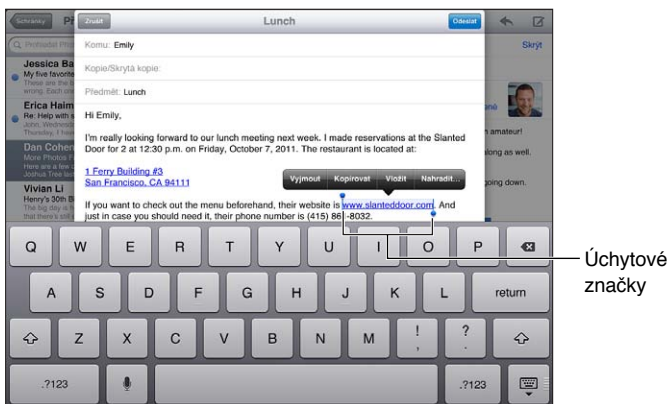 Schránky
Zrušit
Lunch
Odeslat
Komu: Emily
Skrýt
Kopie/Skrytá kopie:
Předmět: Lunch
Jessica Ba
My five favorite
Hi Emily,
Erica Haim
Re: Help with s
I'm really looking forward to our lunch meeting next week. I made reservations at the Slanted
amateur!
Door for 2 at 12:30 p.m. on Friday, October 7, 2011. The restaurant is located at:
Dan Cohen
More Photos F
along as well.
1 Ferry Building #3
San Francisco, CA 94111
Vyjmout Kopírovat Vložit Nahradit...
going down.
Vivian Li
Henry's 30th B
If you want to check out the menu beforehand, their website is www.slanteddoor.com. And
just in case you should need it, their phone number is (415) 86 -8032.
Q W E R T Y U I O P
Úchytové
značky
A S D F G H J K L return
Z X C V B N M ! , ? .
.?123 .?123